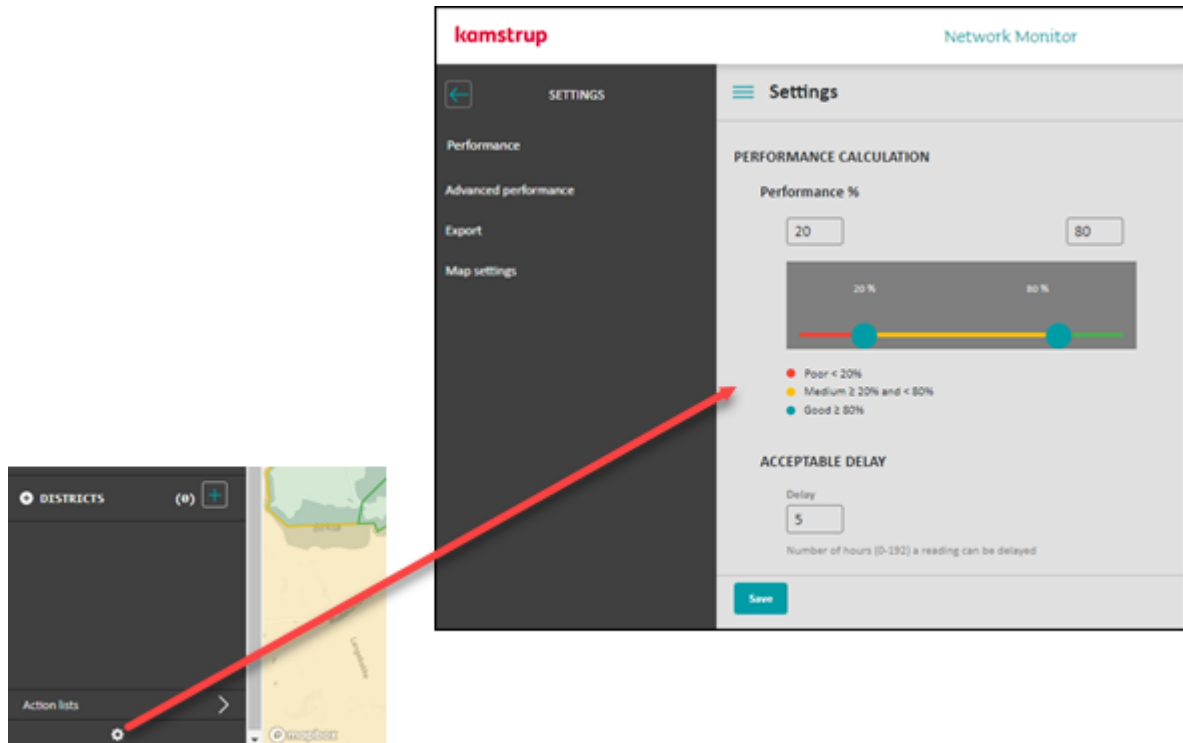 kamstrup
Network Monitor
SETTINGS
Settings
Performance
Advanced performance
Export
Map settings
PERFORMANCE CALCULATION
Performance %
20
80
20 %
80 %
Poor < 20%
Medium ≥ 20% and < 80%
Good ≥ 80%
ACCEPTABLE DELAY
Delay
5
Number of hours (0-192) a reading can be delayed
Save
DISTRICTS (0)
Action lists
mapbox